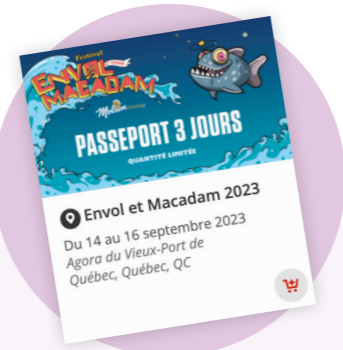 Festival
ENVOL
MACADAM
Molson
PASSEPORT 3 JOURS
QUANTITÉ LIMITÉE
Envol et Macadam 2023
Du 14 au 16 septembre 2023
Agora du Vieux-Port de
Québec, Québec, QC